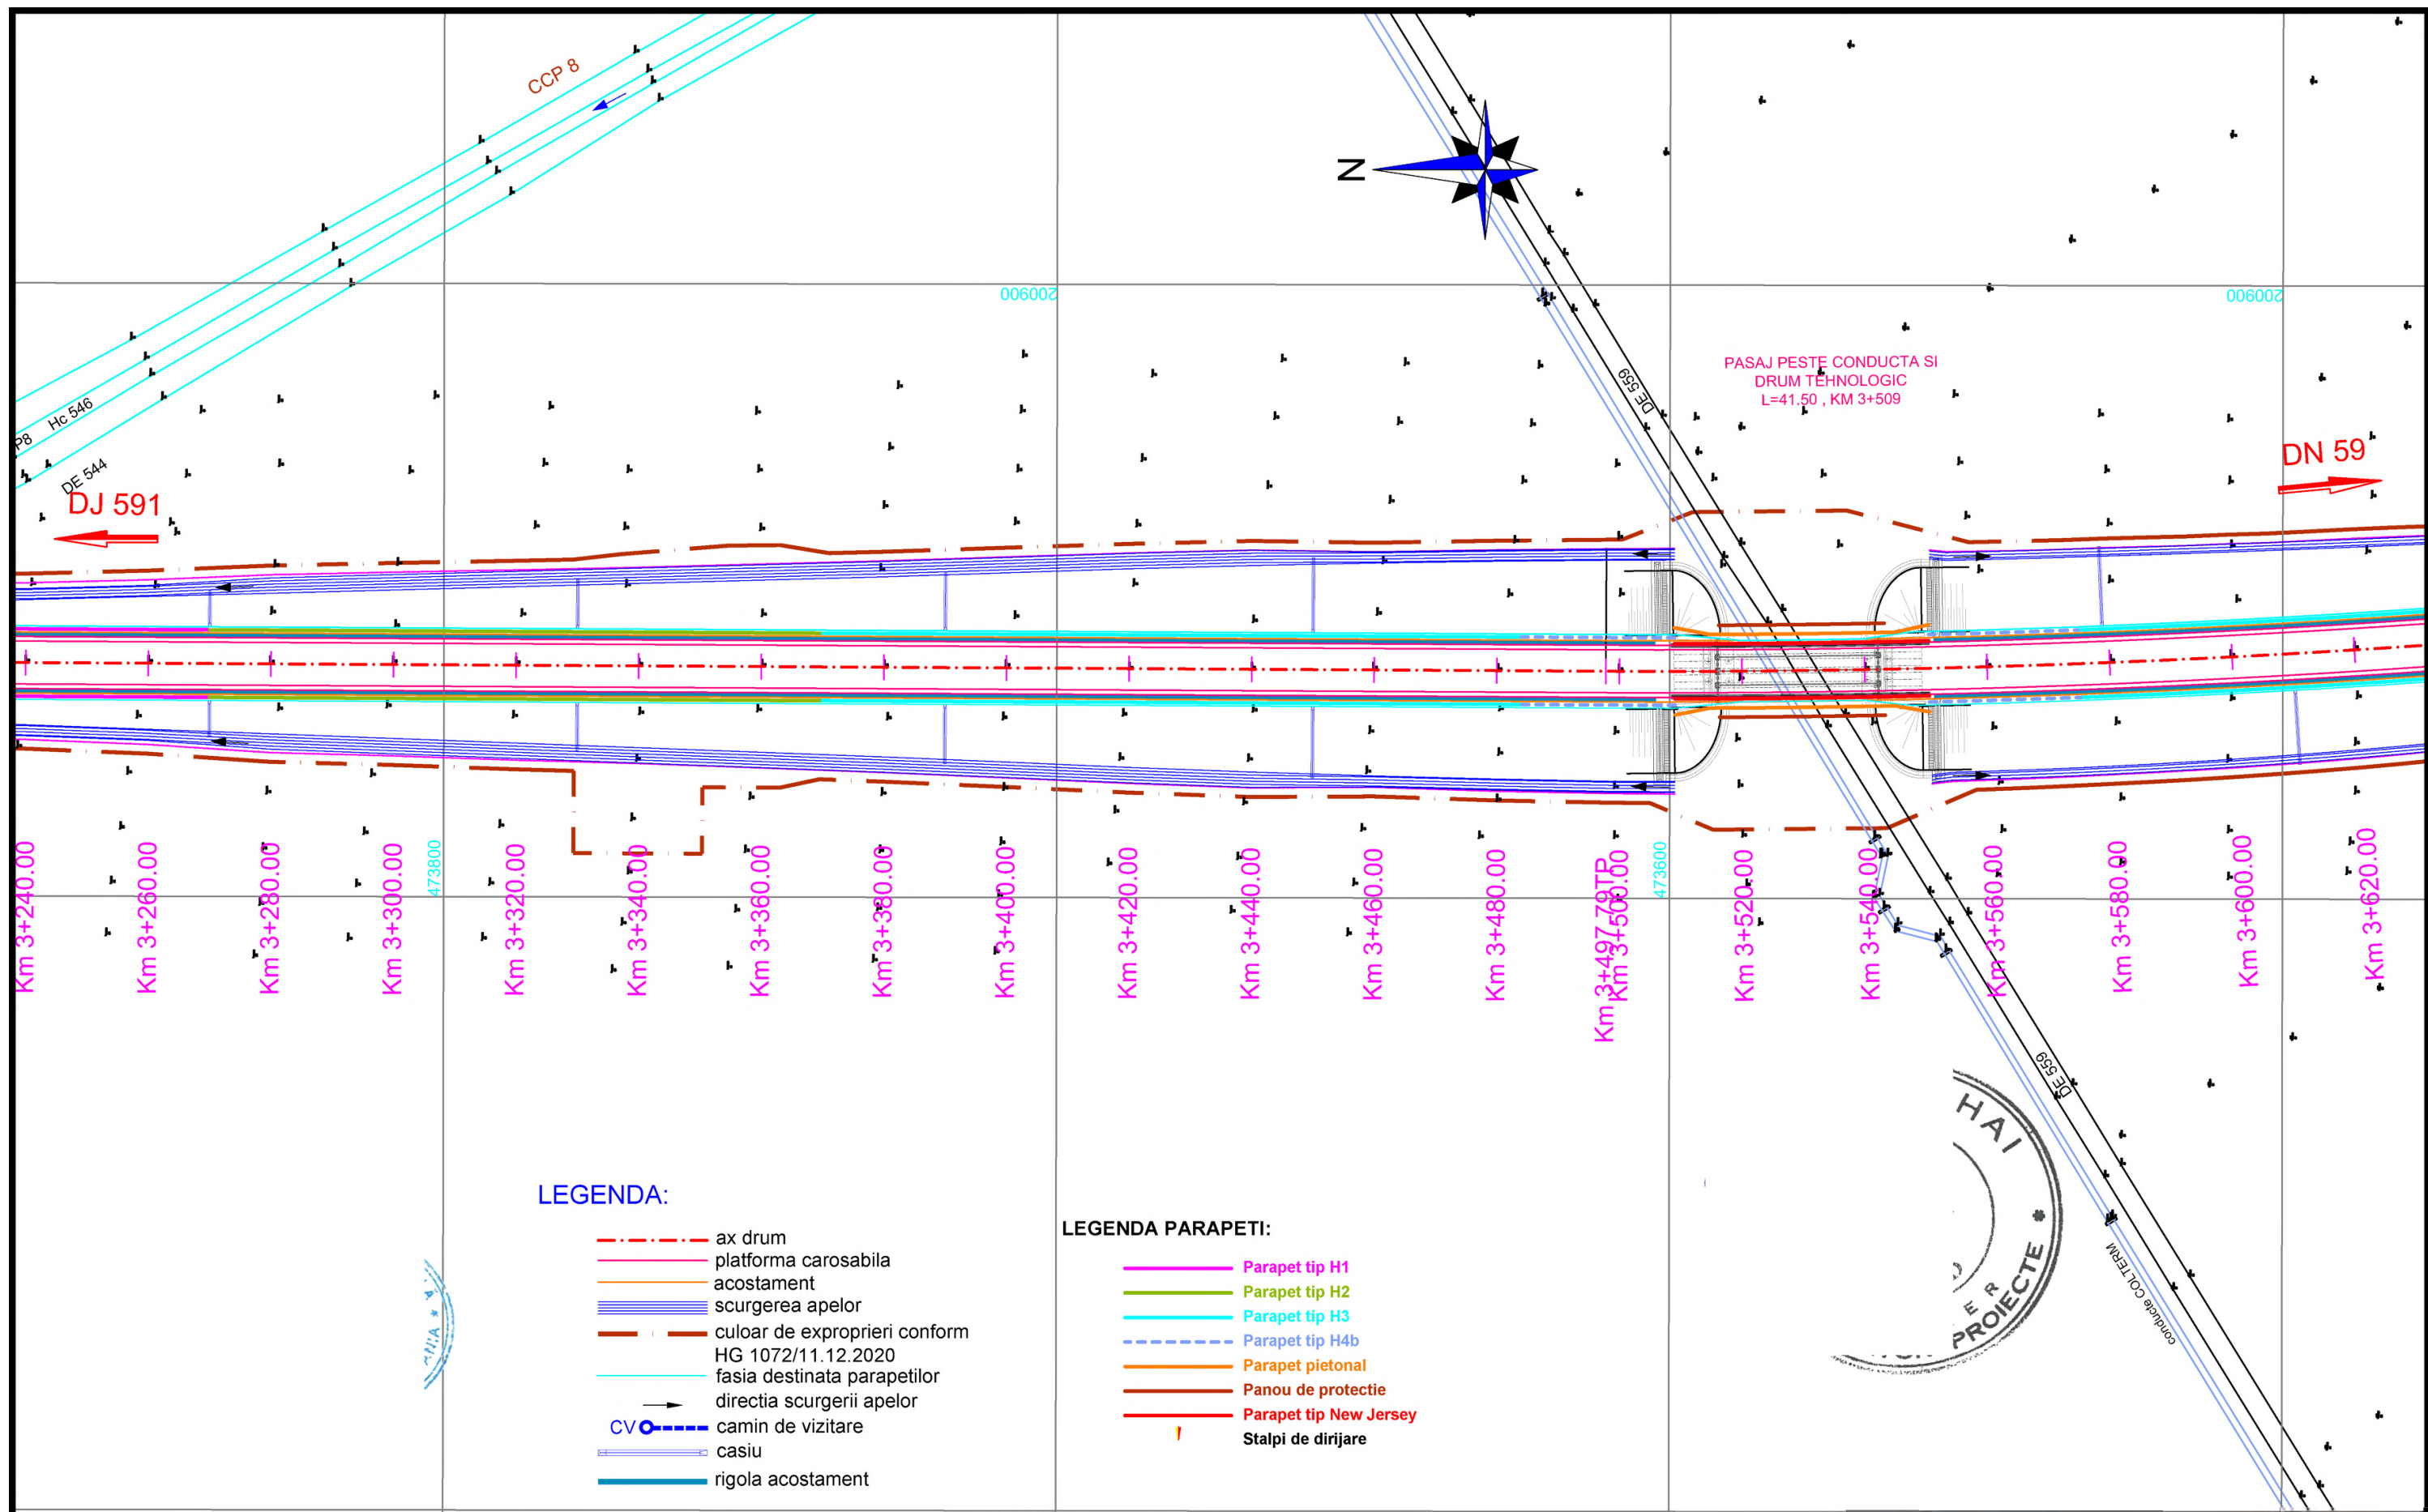 CCP 8
N
200900
200900
PASAJ PESTE CONDUCTA SI
DRUM TEHNOLOGIC
L=41.50 , KM 3+509
DE 559
Hc 546
P8
DE 544
DJ 591
DN 59
Km 3+240.00
Km 3+260.00
Km 3+280.00
Km 3+300.00
473800
Km 3+320.00
Km 3+340.00
Km 3+360.00
Km 3+380.00
Km 3+400.00
Km 3+420.00
Km 3+440.00
Km 3+460.00
Km 3+480.00
Km 3+497.79TP
Km 3+500.00
473600
Km 3+520.00
Km 3+540.00
Km 3+560.00
Km 3+580.00
Km 3+600.00
Km 3+620.00
DE 559
conducte COLTERM
HAI
PROIECTE *
LEGENDA:
ax drum
platforma carosabila
acostament
scurgerea apelor
culoar de exproprieri conform
HG 1072/11.12.2020
fasia destinata parapetilor
directia scurgerii apelor
CV camin de vizitare
casiu
rigola acostament
LEGENDA PARAPETI:
Parapet tip H1
Parapet tip H2
Parapet tip H3
Parapet tip H4b
Parapet pietonal
Panou de protectie
Parapet tip New Jersey
Stalpi de dirijare